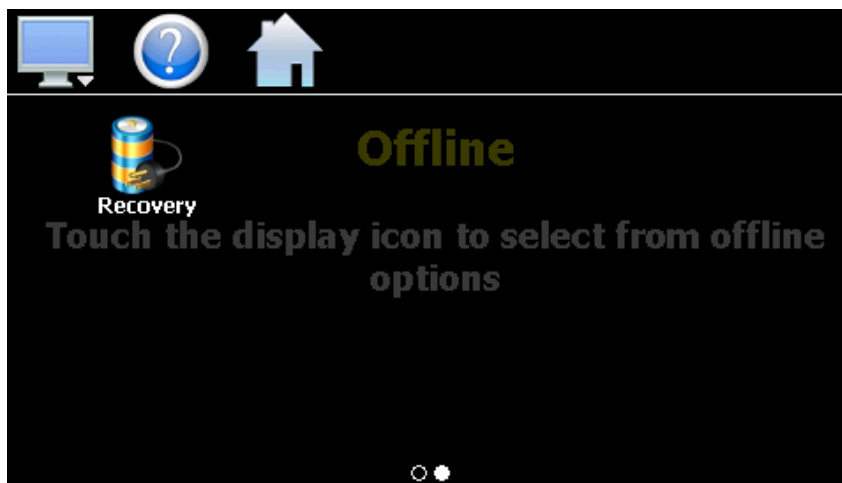 ?
Offline
Recovery
Touch the display icon to select from offline
options